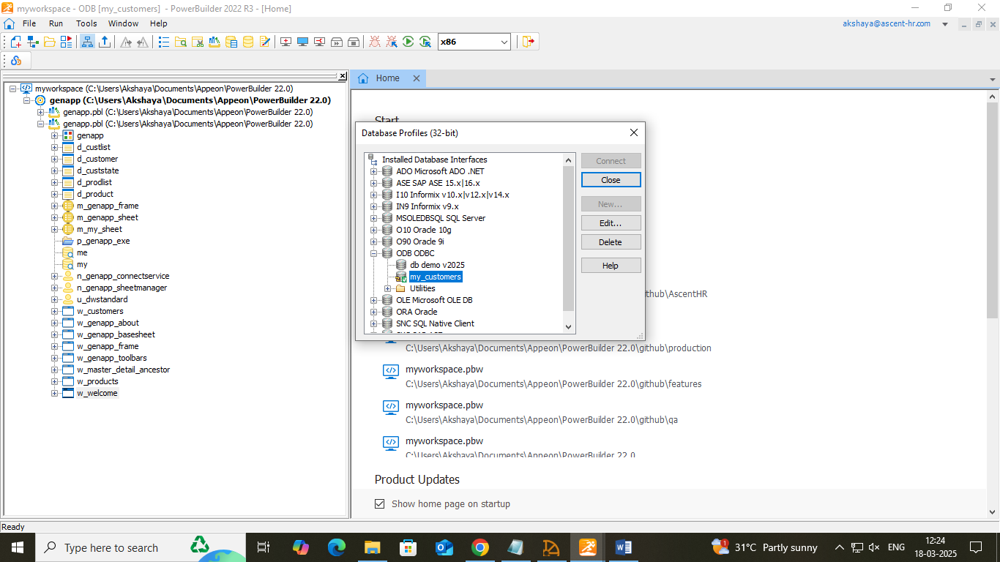 myworkspace - ODB [my_customers]  - PowerBuilder 2022 R3 - [Home]
File Run Tools Window Help
akshaya@ascent-hr.com
x86
myworkspace (C:\Users\Akshaya\Documents\Appeon\PowerBuilder 22.0)
genapp (C:\Users\Akshaya\Documents\Appeon\PowerBuilder 22.0)
genapp.pbl (C:\Users\Akshaya\Documents\Appeon\PowerBuilder 22.0)
genapp.pbl (C:\Users\Akshaya\Documents\Appeon\PowerBuilder 22.0)
genapp
d_custlist
d_customer
d_custstate
d_prodlist
d_product
m_genapp_frame
m_genapp_sheet
m_my_sheet
p_genapp_exe
me
my
n_genapp_connectservice
n_genapp_sheetmanager
u_dwstandard
w_customers
w_genapp_about
w_genapp_basesheet
w_genapp_frame
w_genapp_toolbars
w_master_detail_ancestor
w_products
w_welcome
Home
Start
Database Profiles (32-bit)
Installed Database Interfaces
ADO Microsoft ADO .NET
ASE SAP ASE 15.x|16.x
I10 Informix v10.x|v12.x|v14.x
IN9 Informix v9.x
MSOLEDBSQL SQL Server
O10 Oracle 10g
O90 Oracle 9i
ODB ODBC
db demo v2025
my_customers
Utilities
OLE Microsoft OLE DB
ORA Oracle
SNC SQL Native Client
Connect
Close
New...
Edit...
Delete
Help
thub\AscentHR
C:\Users\Akshaya\Documents\Appeon\PowerBuilder 22.0\github\production
myworkspace.pbw
C:\Users\Akshaya\Documents\Appeon\PowerBuilder 22.0\github\features
myworkspace.pbw
C:\Users\Akshaya\Documents\Appeon\PowerBuilder 22.0\github\qa
myworkspace.pbw
C:\Users\Akshaya\Documents\Appeon\PowerBuilder 22.0
Product Updates
Show home page on startup
Ready
Type here to search
31°C Partly sunny
ENG
12:24
18-03-2025